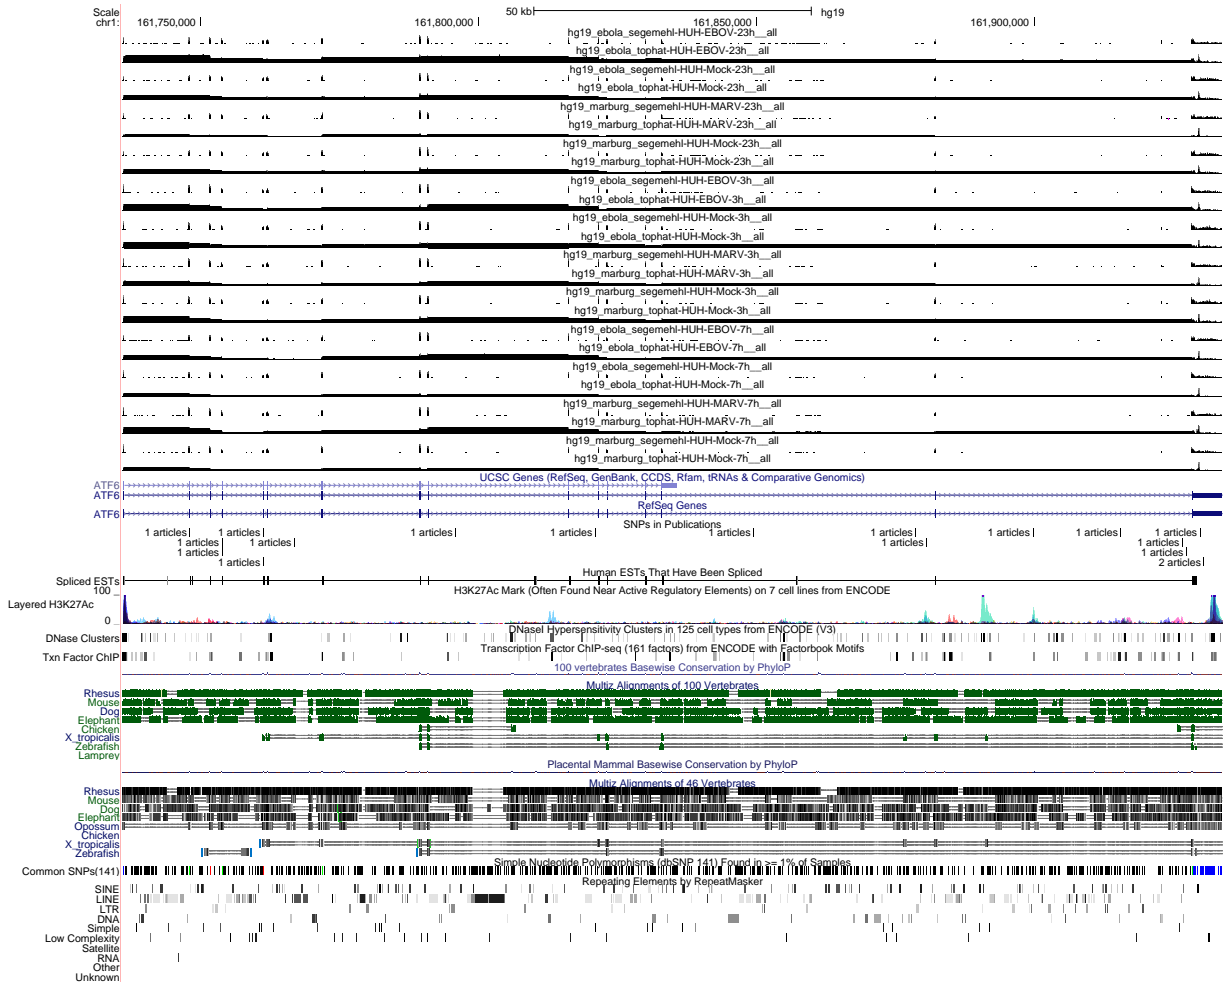 Scale 50 kb hg19
chr1: 161,750,000 161,800,000 161,850,000 161,900,000
hg19_ebola_segemehl-HUH-EBOV-23h__all
hg19_ebola_tophat-HUH-EBOV-23h__all
hg19_ebola_segemehl-HUH-Mock-23h__all
hg19_ebola_tophat-HUH-Mock-23h__all
hg19_marburg_segemehl-HUH-MARV-23h__all
hg19_marburg_tophat-HUH-MARV-23h__all
hg19_marburg_segemehl-HUH-Mock-23h__all
hg19_marburg_tophat-HUH-Mock-23h__all
hg19_ebola_segemehl-HUH-EBOV-3h__all
hg19_ebola_tophat-HUH-EBOV-3h__all
hg19_ebola_segemehl-HUH-Mock-3h__all
hg19_ebola_tophat-HUH-Mock-3h__all
hg19_marburg_segemehl-HUH-MARV-3h__all
hg19_marburg_tophat-HUH-MARV-3h__all
hg19_marburg_segemehl-HUH-Mock-3h__all
hg19_marburg_tophat-HUH-Mock-3h__all
hg19_ebola_segemehl-HUH-EBOV-7h__all
hg19_ebola_tophat-HUH-EBOV-7h__all
hg19_ebola_segemehl-HUH-Mock-7h__all
hg19_ebola_tophat-HUH-Mock-7h__all
hg19_marburg_segemehl-HUH-MARV-7h__all
hg19_marburg_tophat-HUH-MARV-7h__all
hg19_marburg_segemehl-HUH-Mock-7h__all
hg19_marburg_tophat-HUH-Mock-7h__all
UCSC Genes (RefSeq, GenBank, CCDS, Rfam, tRNAs & Comparative Genomics)
ATF6
ATF6
RefSeq Genes
ATF6
SNPs in Publications
1 articles 1 articles 1 articles 1 articles 1 articles 1 articles 1 articles 1 articles
1 articles 1 articles 1 articles 1 articles
1 articles 1 articles
1 articles 2 articles
Human ESTs That Have Been Spliced
Spliced ESTs
H3K27Ac Mark (Often Found Near Active Regulatory Elements) on 7 cell lines from ENCODE
100
Layered H3K27Ac
0
DNaseI Hypersensitivity Clusters in 125 cell types from ENCODE (V3)
DNase Clusters
Transcription Factor ChIP-seq (161 factors) from ENCODE with Factorbook Motifs
Txn Factor ChIP
100 vertebrates Basewise Conservation by PhyloP
Multiz Alignments of 100 Vertebrates
Rhesus
Mouse
Dog
Elephant
Chicken
X_tropicalis
Zebrafish
Lamprey
Placental Mammal Basewise Conservation by PhyloP
Multiz Alignments of 46 Vertebrates
Rhesus
Mouse
Dog
Elephant
Opossum
Chicken
X_tropicalis
Zebrafish
Simple Nucleotide Polymorphisms (dbSNP 141) Found in >= 1% of Samples
Common SNPs(141)
Repeating Elements by RepeatMasker
SINE
LINE
LTR
DNA
Simple
Low Complexity
Satellite
RNA
Other
Unknown